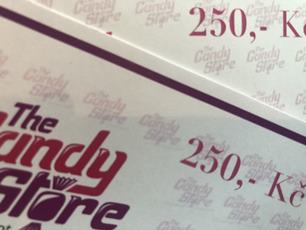 250,- Kč
The
Candy
Store
250,- Kč